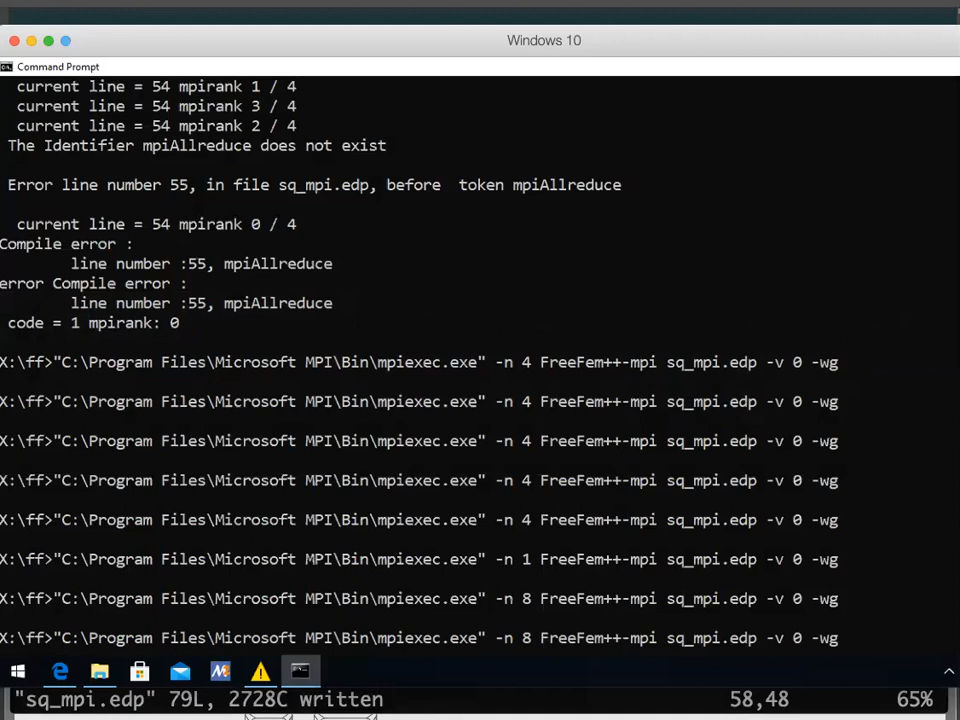 Windows 10
Command Prompt
current line = 54 mpirank 1 / 4
current line = 54 mpirank 3 / 4
current line = 54 mpirank 2 / 4
The Identifier mpiAllreduce does not exist
Error line number 55, in file sq_mpi.edp, before  token mpiAllreduce
current line = 54 mpirank 0 / 4
Compile error :
line number :55, mpiAllreduce
error Compile error :
line number :55, mpiAllreduce
code = 1 mpirank: 0
X:\ff>"C:\Program Files\Microsoft MPI\Bin\mpiexec.exe" -n 4 FreeFem++-mpi sq_mpi.edp -v 0 -wg
X:\ff>"C:\Program Files\Microsoft MPI\Bin\mpiexec.exe" -n 4 FreeFem++-mpi sq_mpi.edp -v 0 -wg
X:\ff>"C:\Program Files\Microsoft MPI\Bin\mpiexec.exe" -n 4 FreeFem++-mpi sq_mpi.edp -v 0 -wg
X:\ff>"C:\Program Files\Microsoft MPI\Bin\mpiexec.exe" -n 4 FreeFem++-mpi sq_mpi.edp -v 0 -wg
X:\ff>"C:\Program Files\Microsoft MPI\Bin\mpiexec.exe" -n 4 FreeFem++-mpi sq_mpi.edp -v 0 -wg
X:\ff>"C:\Program Files\Microsoft MPI\Bin\mpiexec.exe" -n 1 FreeFem++-mpi sq_mpi.edp -v 0 -wg
X:\ff>"C:\Program Files\Microsoft MPI\Bin\mpiexec.exe" -n 8 FreeFem++-mpi sq_mpi.edp -v 0 -wg
X:\ff>"C:\Program Files\Microsoft MPI\Bin\mpiexec.exe" -n 8 FreeFem++-mpi sq_mpi.edp -v 0 -wg
"sq_mpi.edp" 79L, 2728C written 58,48 65%